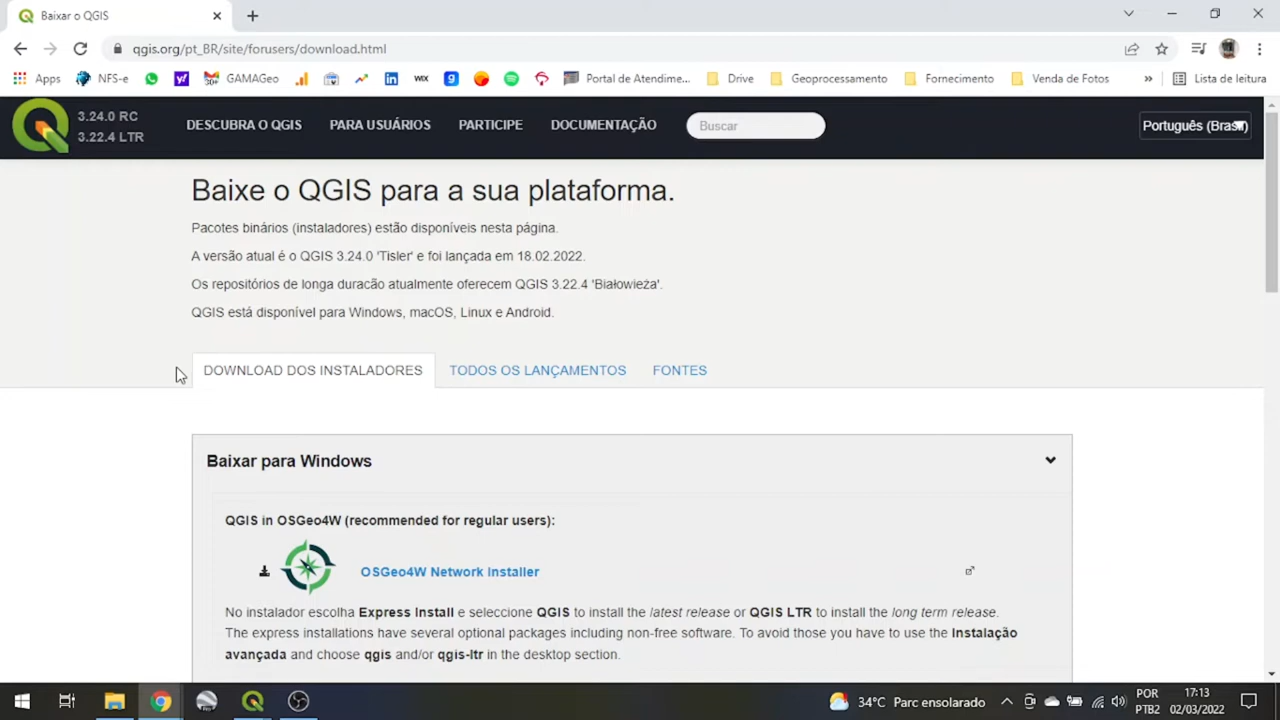 Baixar o QGIS
qgis.org/pt_BR/site/forusers/download.html
Apps NFS-e GAMAGeo WIX Portal de Atendime... Drive Geoprocessamento Fornecimento Venda de Fotos » Lista de leitura
3.24.0 RC
3.22.4 LTR
DESCUBRA O QGIS PARA USUÁRIOS PARTICIPE DOCUMENTAÇÃO Buscar Português (Brasil)
Baixe o QGIS para a sua plataforma.
Pacotes binários (instaladores) estão disponíveis nesta página.
A versão atual é o QGIS 3.24.0 'Tisler' e foi lançada em 18.02.2022.
Os repositórios de longa duracão atualmente oferecem QGIS 3.22.4 'Białowieża'.
QGIS está disponível para Windows, macOS, Linux e Android.
DOWNLOAD DOS INSTALADORES TODOS OS LANÇAMENTOS FONTES
Baixar para Windows
QGIS in OSGeo4W (recommended for regular users):
OSGeo4W Network Installer
No instalador escolha Express Install e seleccione QGIS to install the latest release or QGIS LTR to install the long term release.
The express installations have several optional packages including non-free software. To avoid those you have to use the Instalação
avançada and choose qgis and/or qgis-ltr in the desktop section.
34°C Parc ensolarado
POR
PTB2
17:13
02/03/2022